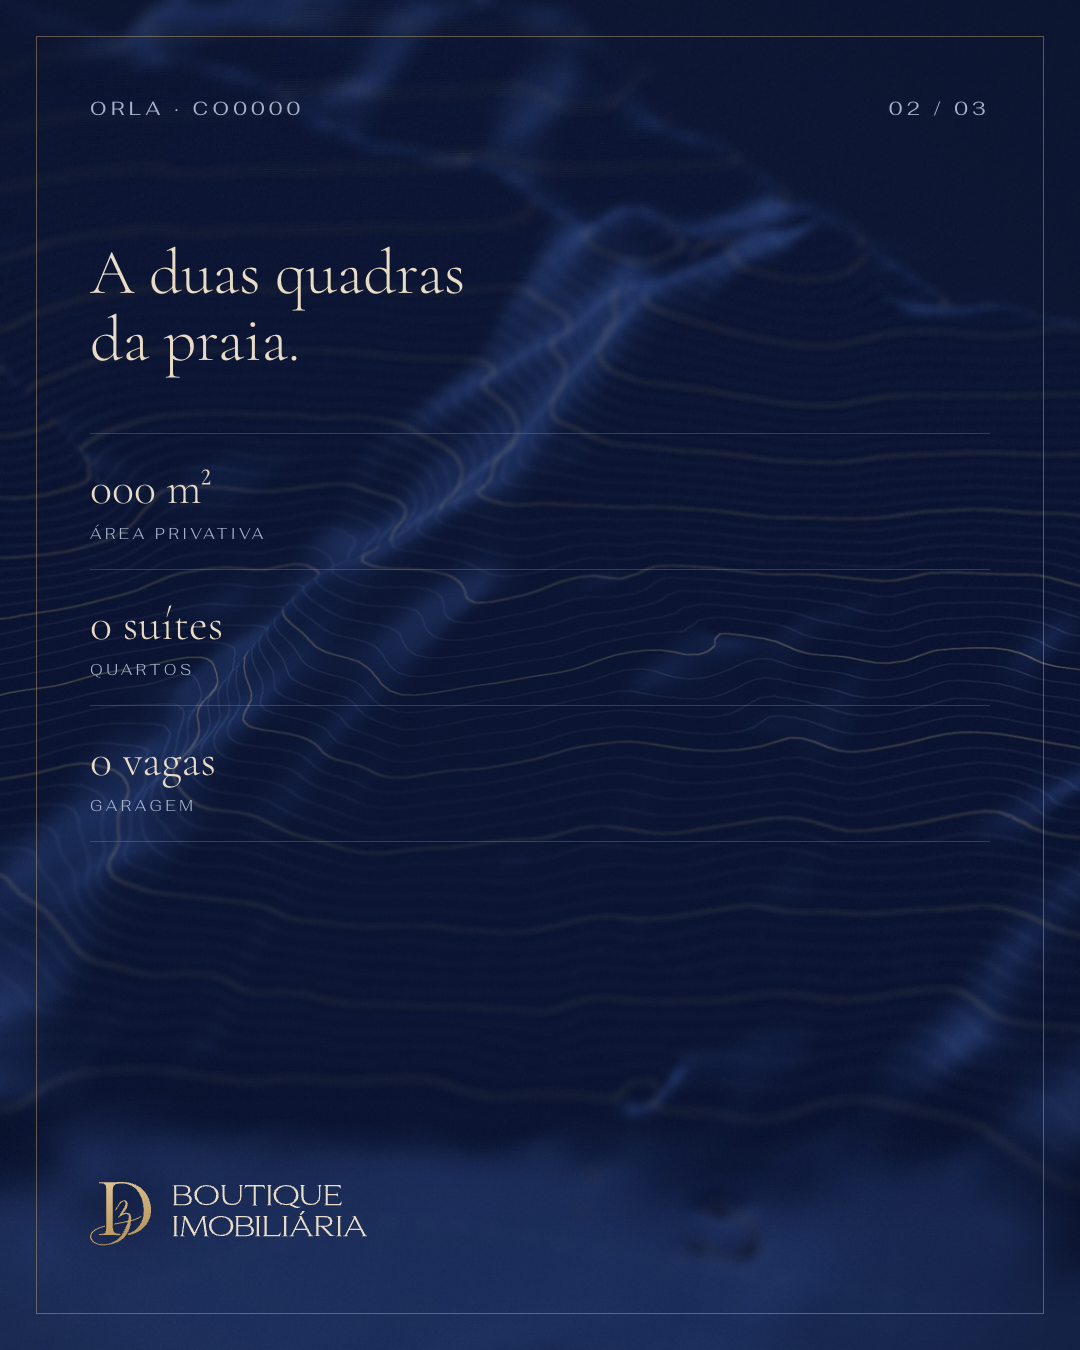 ORLA · CO0000
02 / 03
A duas quadras
da praia.
000 m²
ÁREA PRIVATIVA
0 suítes
QUARTOS
0 vagas
GARAGEM
BOUTIQUE
IMOBILIÁRIA